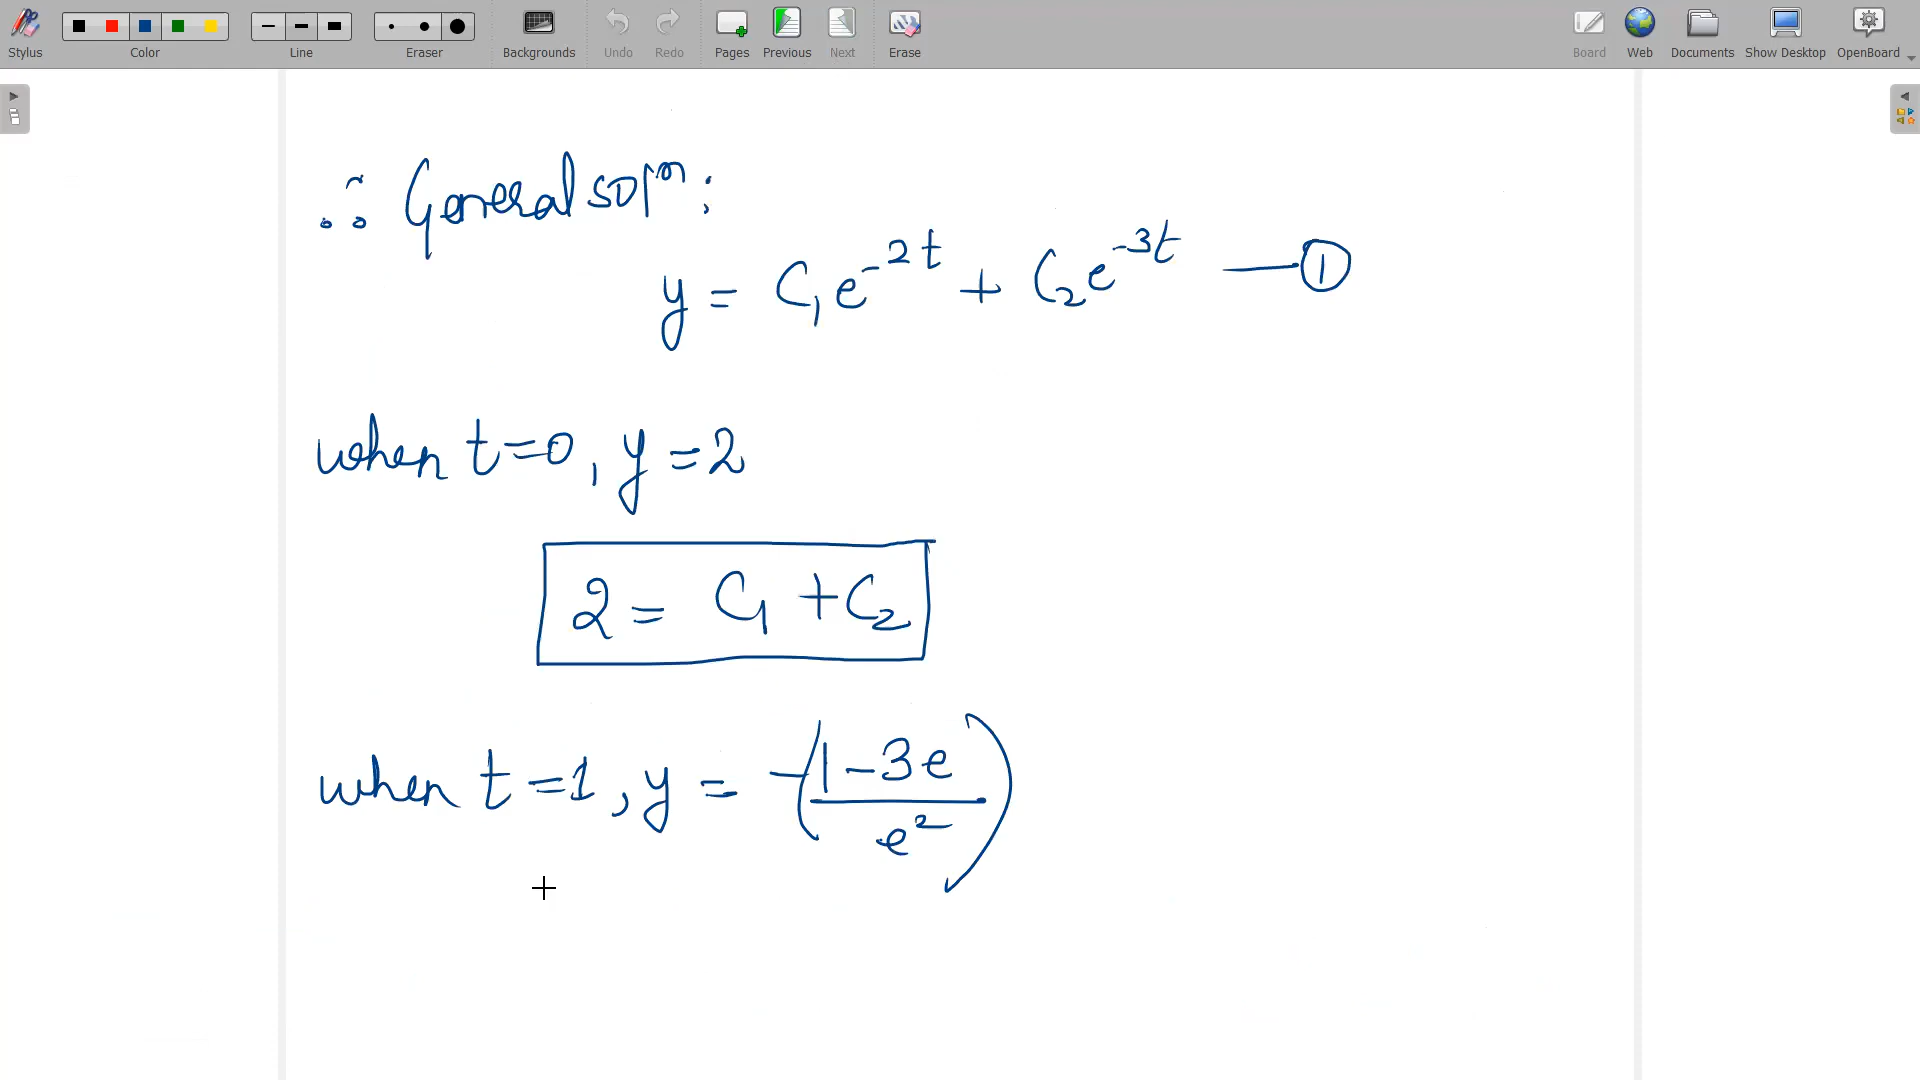 Stylus Color Line Eraser Backgrounds Undo Redo Pages Previous Next Erase Board Web Documents Show Desktop OpenBoard
∴ General solⁿ:
y = C₁e^{-2t} + C₂e^{-3t} — ①
when t=0, y=2
2 = C₁ + C₂
when t=1, y = -(1-3e/e²)